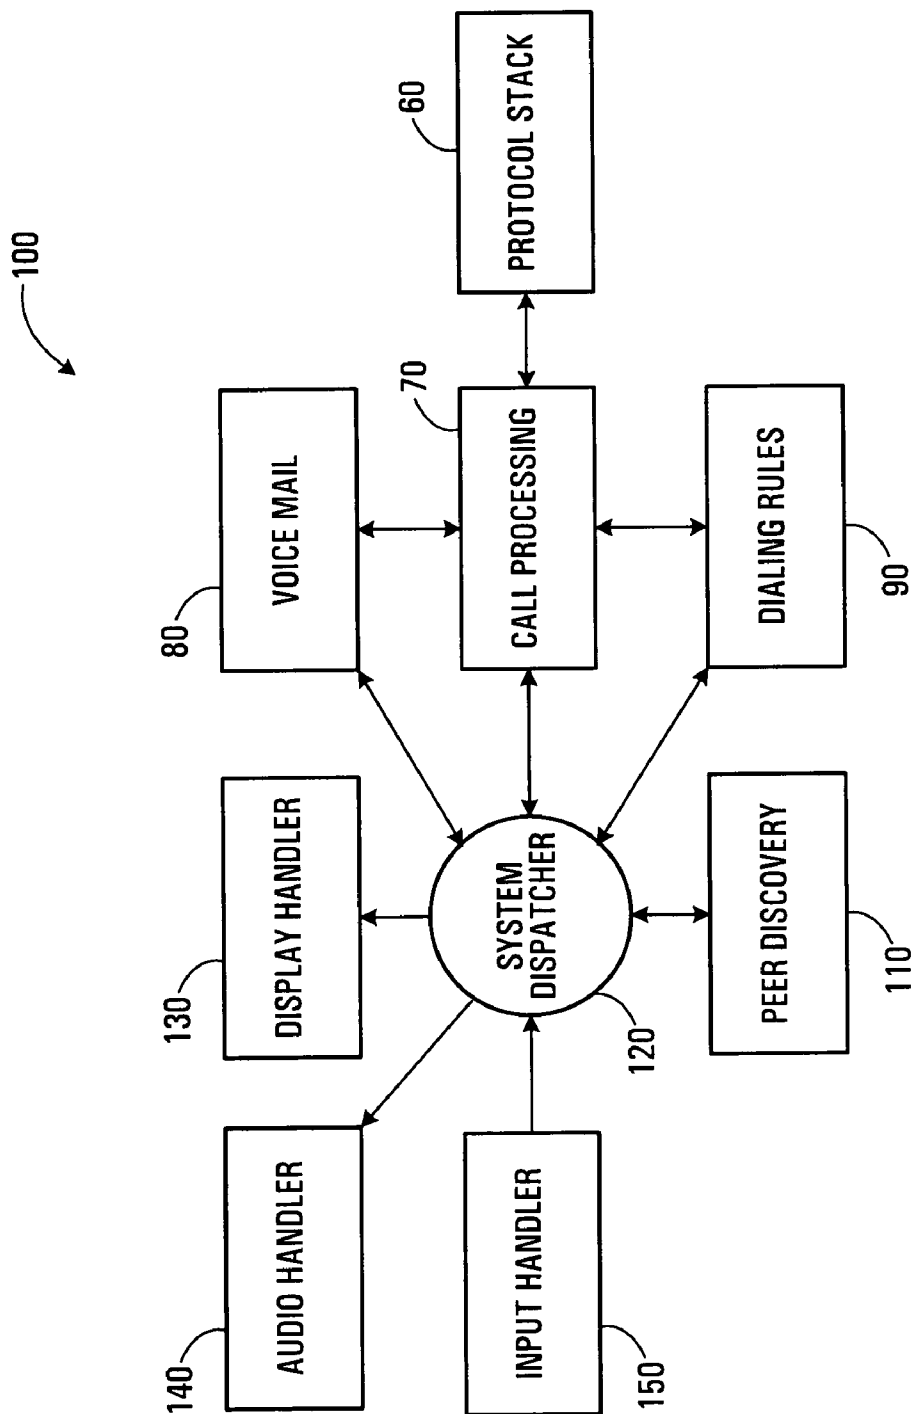 100
140
AUDIO HANDLER
130
DISPLAY HANDLER
80
VOICE MAIL
INPUT HANDLER
150
SYSTEM
DISPATCHER
120
CALL PROCESSING
70
PROTOCOL STACK
60
PEER DISCOVERY
110
DIALING RULES
90